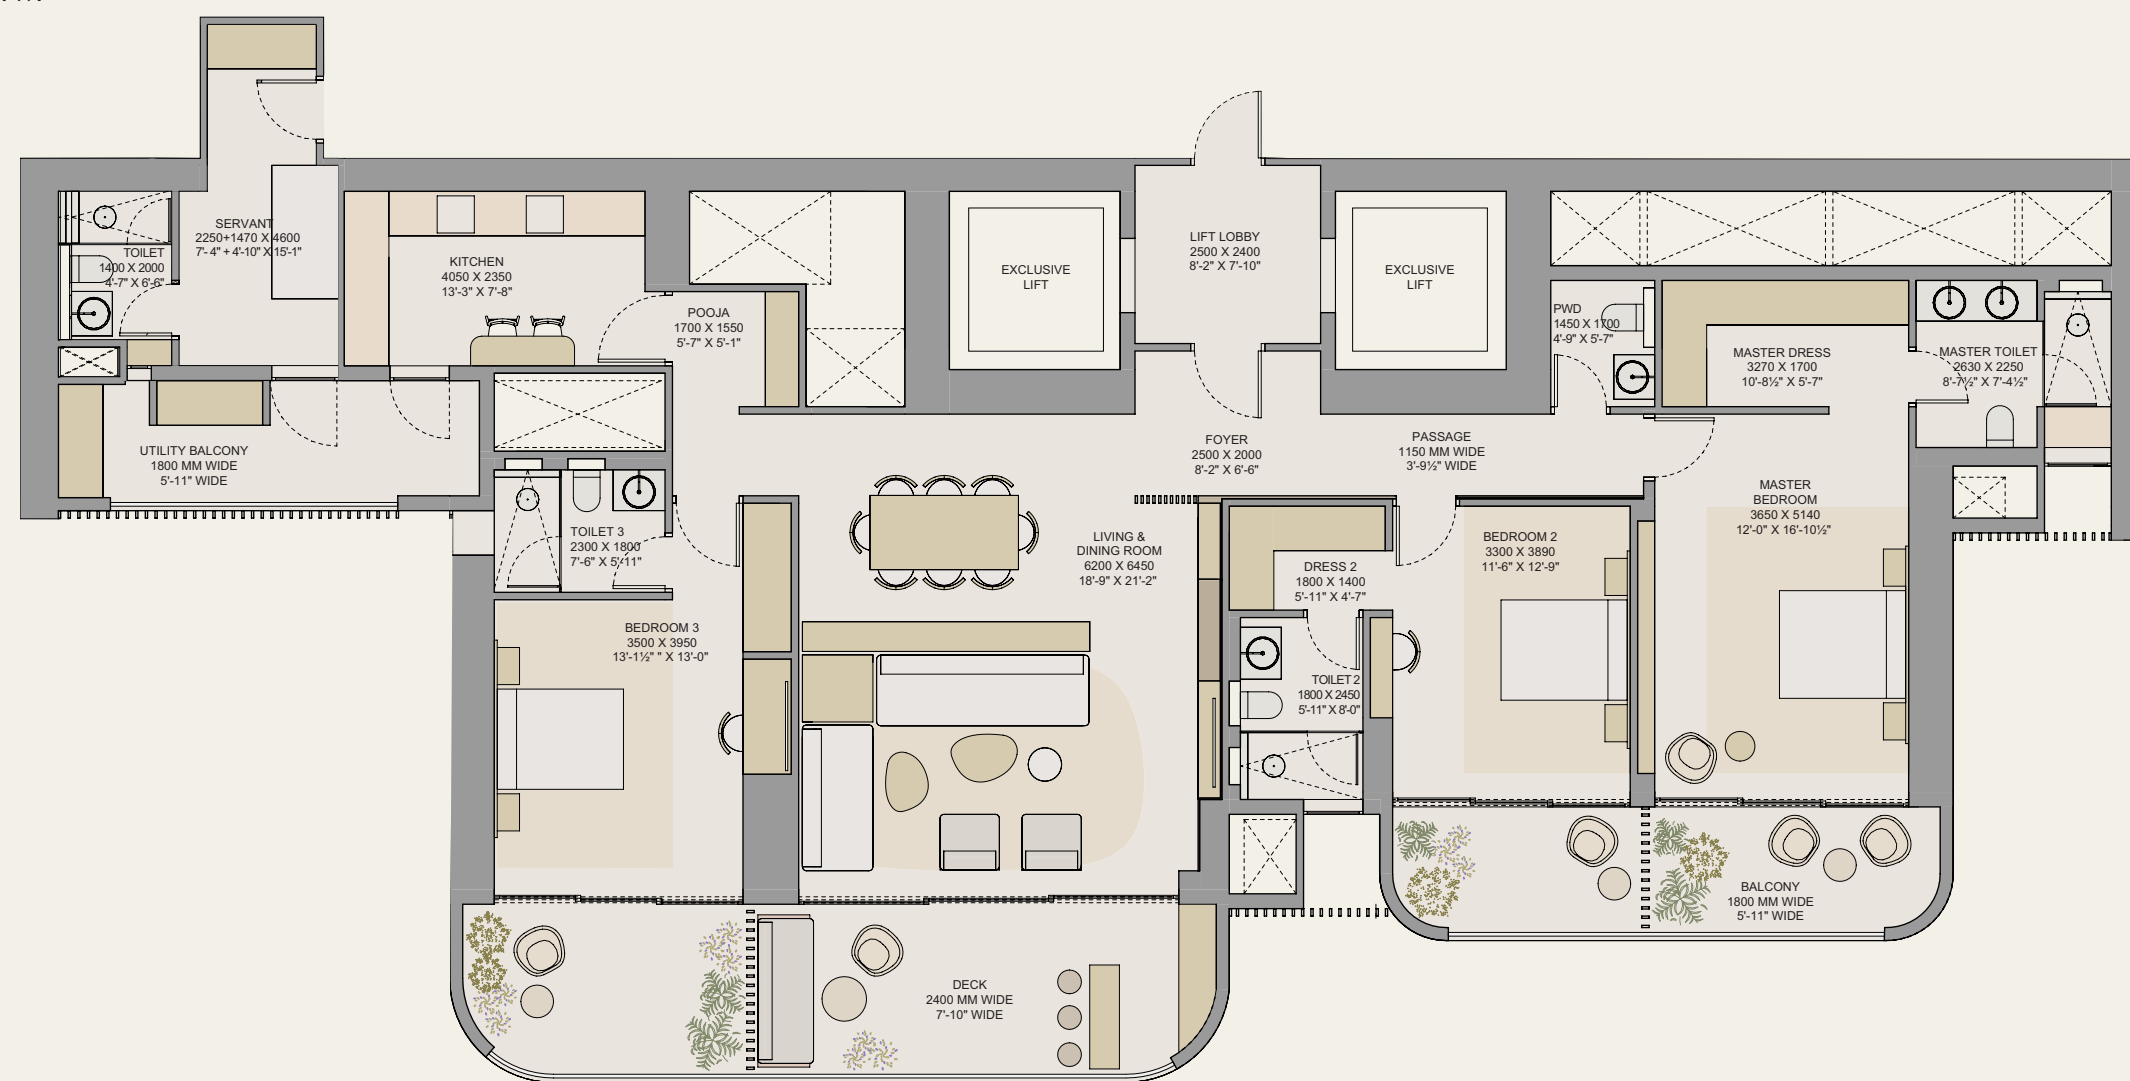 SERVANT
2250+1470 X 4600
7'- 4" + 4'-10" X 15'-1"
TOILET
1400 X 2000
4'-7" X 6'-6"
KITCHEN
4050 X 2350
13'-3" X 7'-8"
POOJA
1700 X 1550
5'-7" X 5'-1"
EXCLUSIVE
LIFT
LIFT LOBBY
2500 X 2400
8'-2" X 7'-10"
EXCLUSIVE
LIFT
PWD
1450 X 1700
4'-9" X 5'-7"
MASTER DRESS
3270 X 1700
10'-8½" X 5'-7"
MASTER TOILET
2630 X 2250
8'-7½" X 7'-4½"
UTILITY BALCONY
1800 MM WIDE
5'-11" WIDE
FOYER
2500 X 2000
8'-2" X 6'-6"
PASSAGE
1150 MM WIDE
3'-9½" WIDE
MASTER
BEDROOM
3650 X 5140
12'-0" X 16'-10½"
TOILET 3
2300 X 1800
7'-6" X 5'-11"
LIVING &
DINING ROOM
6200 X 6450
18'-9" X 21'-2"
DRESS 2
1800 X 1400
5'-11" X 4'-7"
BEDROOM 2
3300 X 3890
11'-6" X 12'-9"
BEDROOM 3
3500 X 3950
13'-1½" " X 13'-0"
TOILET 2
1800 X 2450
5'-11" X 8'-0"
BALCONY
1800 MM WIDE
5'-11" WIDE
DECK
2400 MM WIDE
7'-10" WIDE